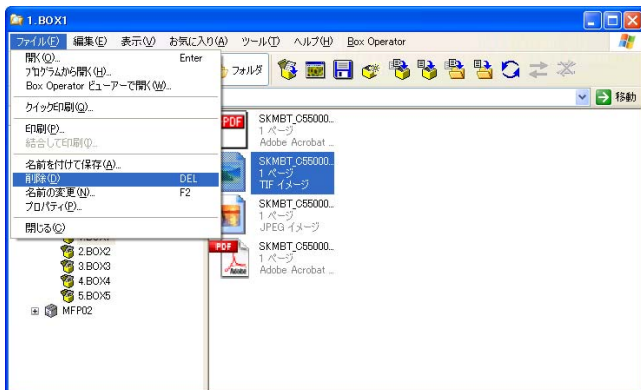 1.BOX1
ファイル(F) 編集(E) 表示(V) お気に入り(A) ツール(T) ヘルプ(H) Box Operator
開く(O)... Enter
プログラムから開く(H)...
Box Operator ビューアーで開く(W)...
クイック印刷(Q)...
印刷(P)...
結合して印刷(I)...
名前を付けて保存(A)...
削除(D) DEL
名前の変更(N)... F2
プロパティ(P)...
閉じる(C)
フォルダ
移動
PDF
SKMBT_C55000...
1 ページ
Adobe Acrobat ...
SKMBT_C55000...
1 ページ
TIF イメージ
SKMBT_C55000...
1 ページ
JPEG イメージ
PDF
Adobe
SKMBT_C55000...
1 ページ
Adobe Acrobat ...
1.BOX1
2.BOX2
3.BOX3
4.BOX4
5.BOX5
MFP02